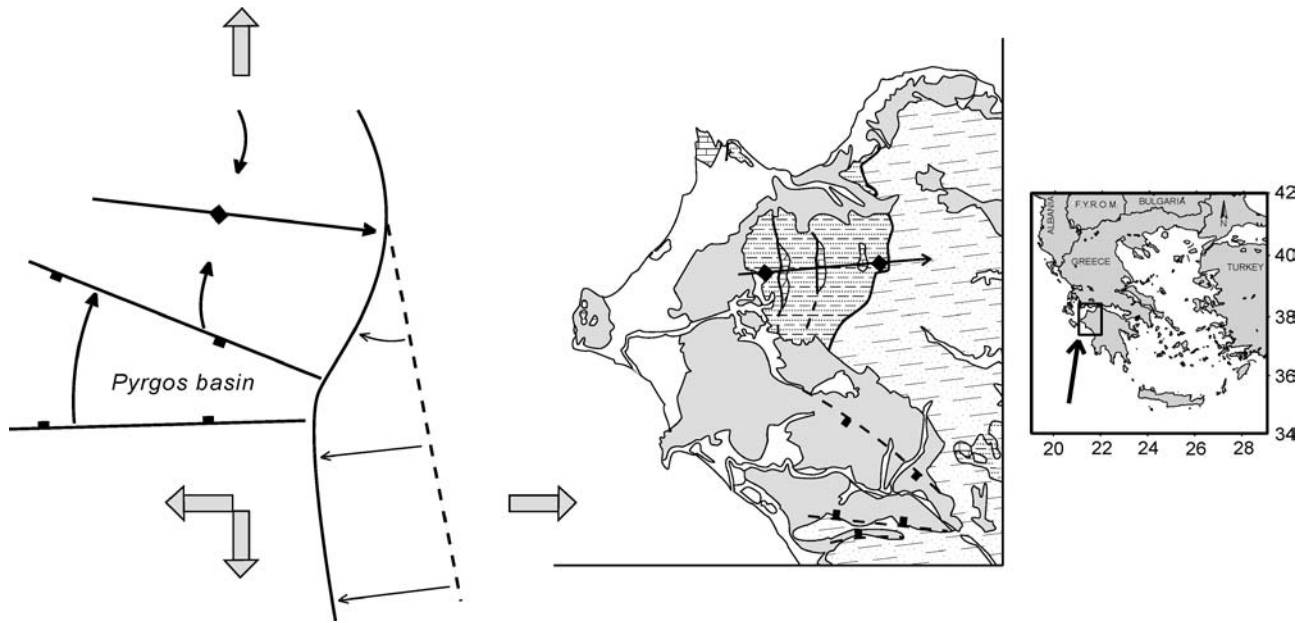 Pyrgos basin
ALBANIA
F.Y.R.O.M.
BULGARIA
N
GREECE
TURKEY
42
40
38
36
34
20
22
24
26
28